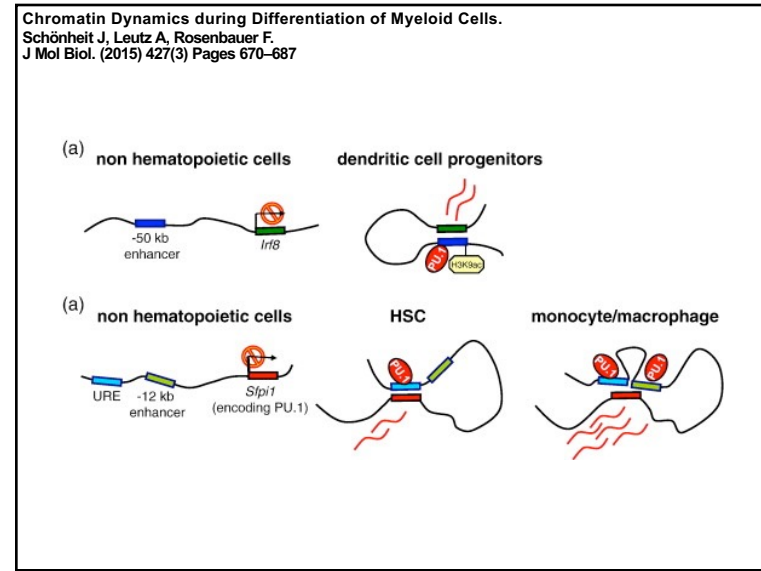 Chromatin Dynamics during Differentiation of Myeloid Cells.
Schönheit J, Leutz A, Rosenbauer F.
J Mol Biol. (2015) 427(3) Pages 670–687
(a) non hematopoietic cells
dendritic cell progenitors
-50 kb
enhancer
Irf8
PU.1
H3K9ac
(a) non hematopoietic cells
HSC
monocyte/macrophage
URE
-12 kb
enhancer
Sfpi1
(encoding PU.1)
PU.1
PU.1
PU.1